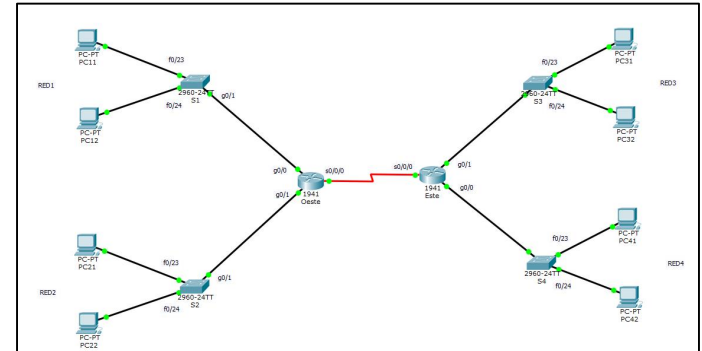 PC-PT
PC11
f0/23
RED1
2960-24TT
S1
g0/1
f0/24
PC-PT
PC12
g0/0
s0/0/0
g0/1
1941
Oeste
PC-PT
PC21
f0/23
g0/1
RED2
2960-24TT
S2
f0/24
PC-PT
PC22
PC-PT
PC31
f0/23
RED3
2960-24TT
S3
f0/24
PC-PT
PC32
s0/0/0
g0/1
g0/0
1941
Este
PC-PT
PC41
f0/23
RED4
2960-24TT
S4
f0/24
PC-PT
PC42